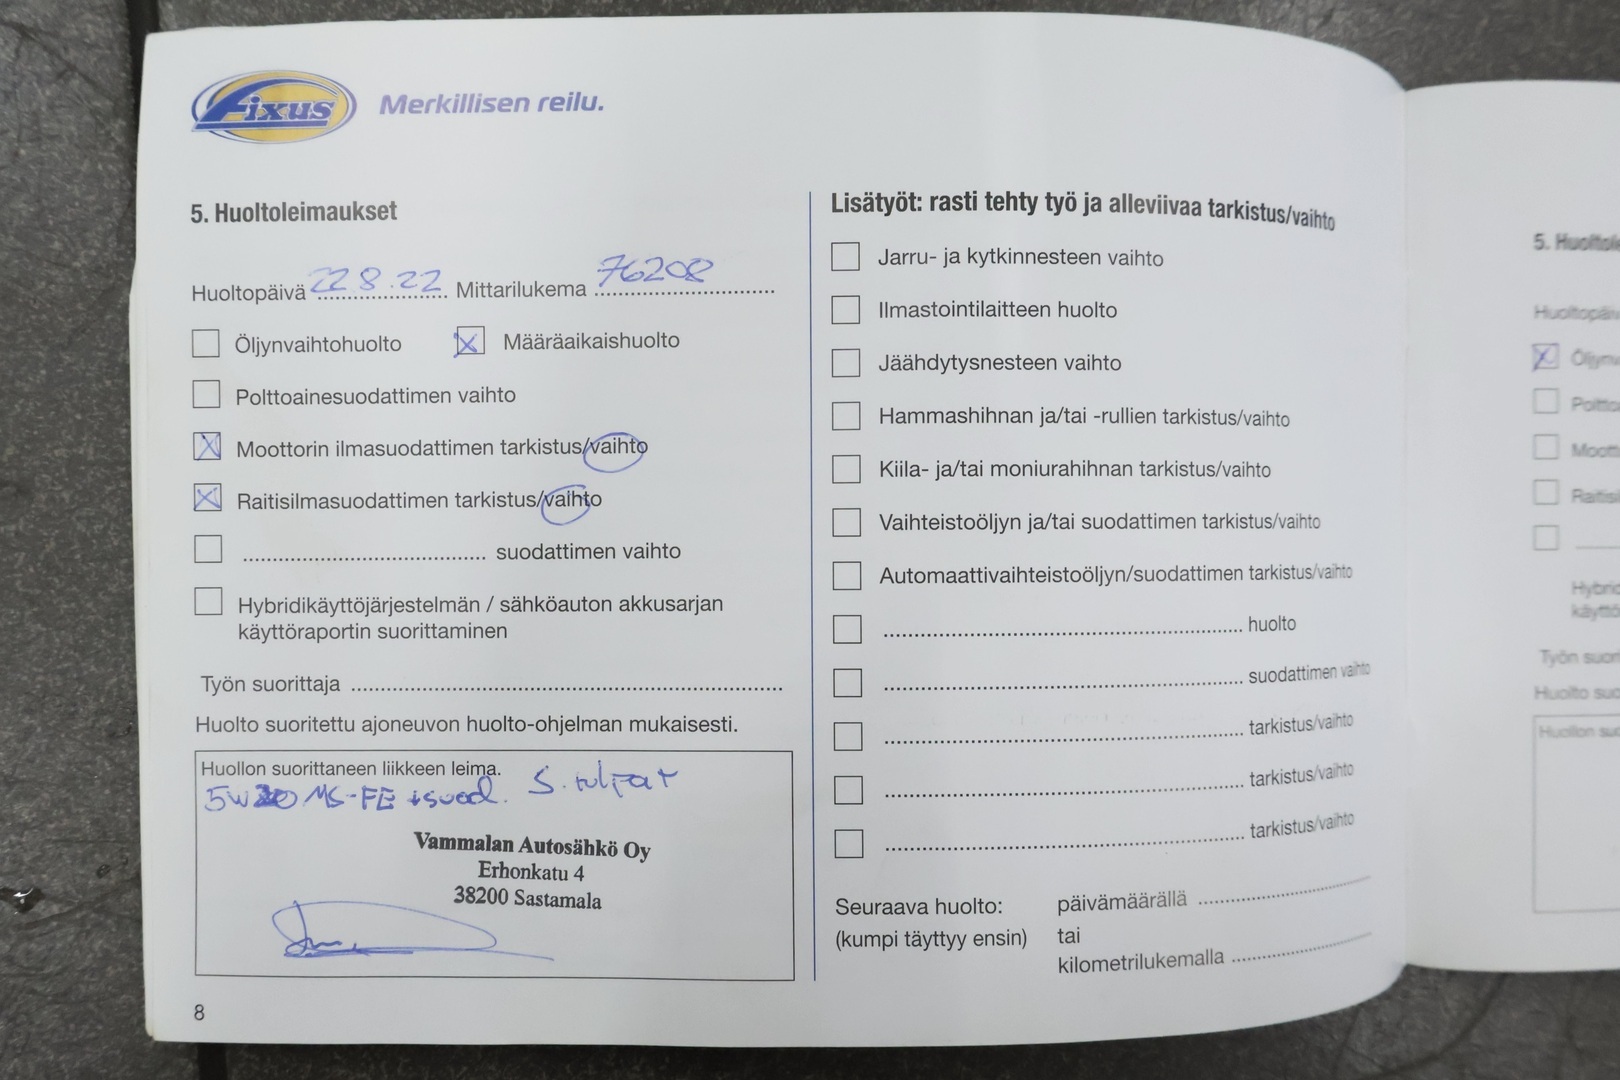 Fixus Merkillisen reilu.
5. Huoltoleimaukset
Huoltopäivä 22.8.22 Mittarilukema 76208
Öljynvaihtohuolto Määräaikaishuolto
Polttoainesuodattimen vaihto
Moottorin ilmasuodattimen tarkistus/vaihto
Raitisilmasuodattimen tarkistus/vaihto
suodattimen vaihto
Hybridikäyttöjärjestelmän / sähköauton akkusarjan
käyttöraportin suorittaminen
Työn suorittaja
Huolto suoritettu ajoneuvon huolto-ohjelman mukaisesti.
Huollon suorittaneen liikkeen leima.
MS-FE +suod. S. tulpat
Vammalan Autosähkö Oy
Erhonkatu 4
38200 Sastamala
8
Lisätyöt: rasti tehty työ ja alleviivaa tarkistus/vaihto
Jarru- ja kytkinnesteen vaihto
Ilmastointilaitteen huolto
Jäähdytysnesteen vaihto
Hammashihnan ja/tai -rullien tarkistus/vaihto
Kiila- ja/tai moniurahihnan tarkistus/vaihto
Vaihteistoöljyn ja/tai suodattimen tarkistus/vaihto
Automaattivaihteistoöljyn/suodattimen tarkistus/vaihto
huolto
suodattimen vaihto
tarkistus/vaihto
tarkistus/vaihto
tarkistus/vaihto
Seuraava huolto: päivämäärällä
(kumpi täyttyy ensin) tai
kilometrilukemalla